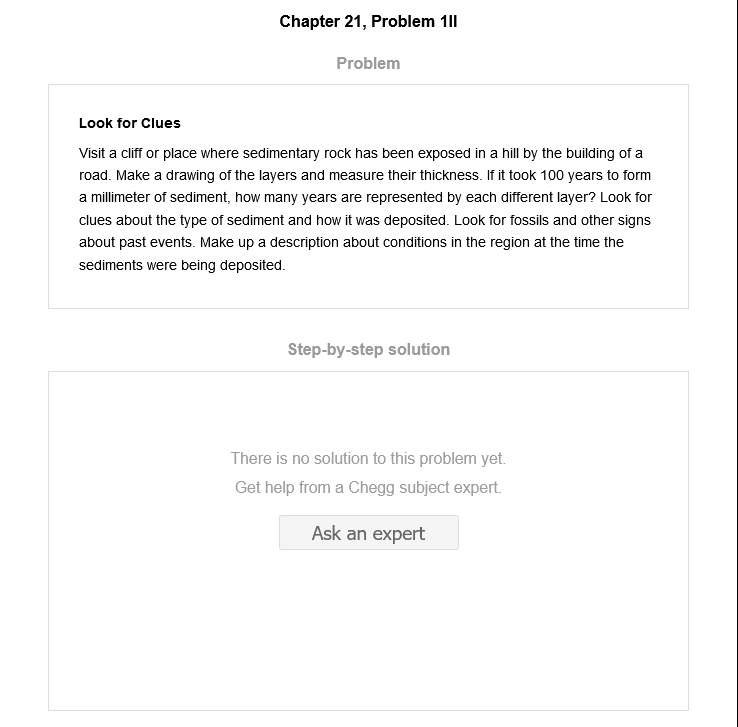 Chapter 21, Problem 1II
Problem
Look for Clues
Visit a cliff or place where sedimentary rock has been exposed in a hill by the building of a
road. Make a drawing of the layers and measure their thickness. If it took 100 years to form
a millimeter of sediment, how many years are represented by each different layer? Look for
clues about the type of sediment and how it was deposited. Look for fossils and other signs
about past events. Make up a description about conditions in the region at the time the
sediments were being deposited.
Step-by-step solution
There is no solution to this problem yet.
Get help from a Chegg subject expert.
Ask an expert